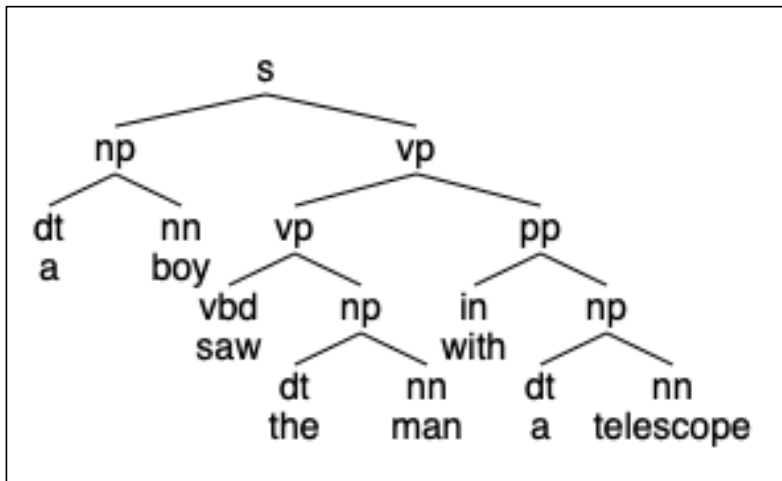 s
np vp
dt nn vp pp
a boy
vbd np in np
saw with
dt nn dt nn
the man a telescope